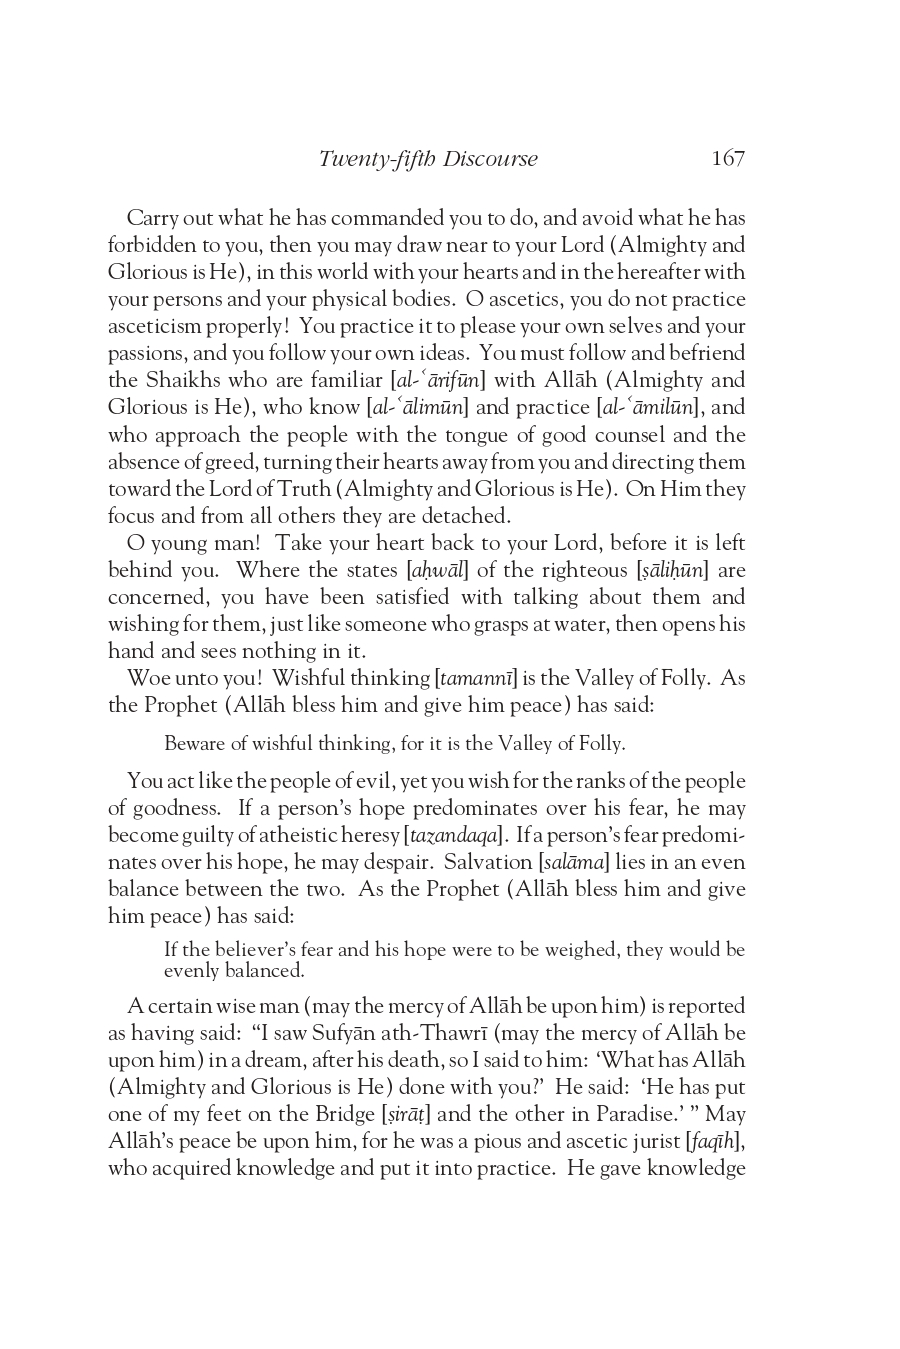 Twenty-fifth Discourse 167
Carry out what he has commanded you to do, and avoid what he has
forbidden to you, then you may draw near to your Lord (Almighty and
Glorious is He), in this world with your hearts and in the hereafter with
your persons and your physical bodies. O ascetics, you do not practice
asceticism properly! You practice it to please your own selves and your
passions, and you follow your own ideas. You must follow and befriend
the Shaikhs who are familiar [al-ʿārifūn] with Allāh (Almighty and
Glorious is He), who know [al-ʿālimūn] and practice [al-ʿāmilūn], and
who approach the people with the tongue of good counsel and the
absence of greed, turning their hearts away from you and directing them
toward the Lord of Truth (Almighty and Glorious is He). On Him they
focus and from all others they are detached.
O young man! Take your heart back to your Lord, before it is left
behind you. Where the states [aḥwāl] of the righteous [ṣāliḥūn] are
concerned, you have been satisfied with talking about them and
wishing for them, just like someone who grasps at water, then opens his
hand and sees nothing in it.
Woe unto you! Wishful thinking [tamannī] is the Valley of Folly. As
the Prophet (Allāh bless him and give him peace) has said:
Beware of wishful thinking, for it is the Valley of Folly.
You act like the people of evil, yet you wish for the ranks of the people
of goodness. If a person's hope predominates over his fear, he may
become guilty of atheistic heresy [tazandaqa]. If a person's fear predomi-
nates over his hope, he may despair. Salvation [salāma] lies in an even
balance between the two. As the Prophet (Allāh bless him and give
him peace) has said:
If the believer's fear and his hope were to be weighed, they would be
evenly balanced.
A certain wise man (may the mercy of Allāh be upon him) is reported
as having said: “I saw Sufyān ath-Thawrī (may the mercy of Allāh be
upon him) in a dream, after his death, so I said to him: ‘What has Allāh
(Almighty and Glorious is He) done with you?’ He said: ‘He has put
one of my feet on the Bridge [ṣirāṭ] and the other in Paradise.’ ” May
Allāh's peace be upon him, for he was a pious and ascetic jurist [faqīh],
who acquired knowledge and put it into practice. He gave knowledge